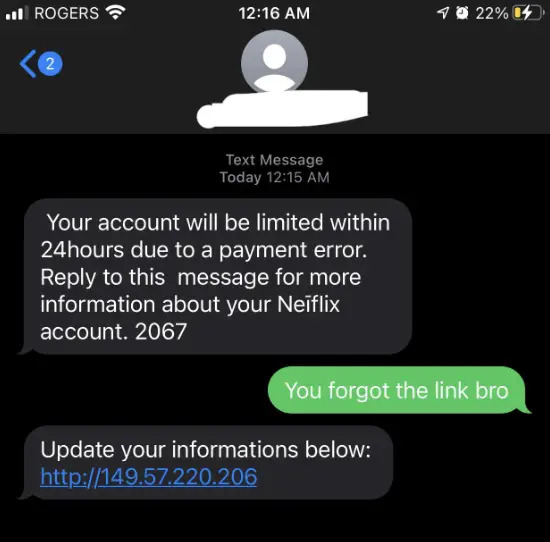 ROGERS 12:16 AM 22%
2
Text Message
Today 12:15 AM
Your account will be limited within
24hours due to a payment error.
Reply to this  message for more
information about your Neīflix
account. 2067
You forgot the link bro
Update your informations below:
http://149.57.220.206